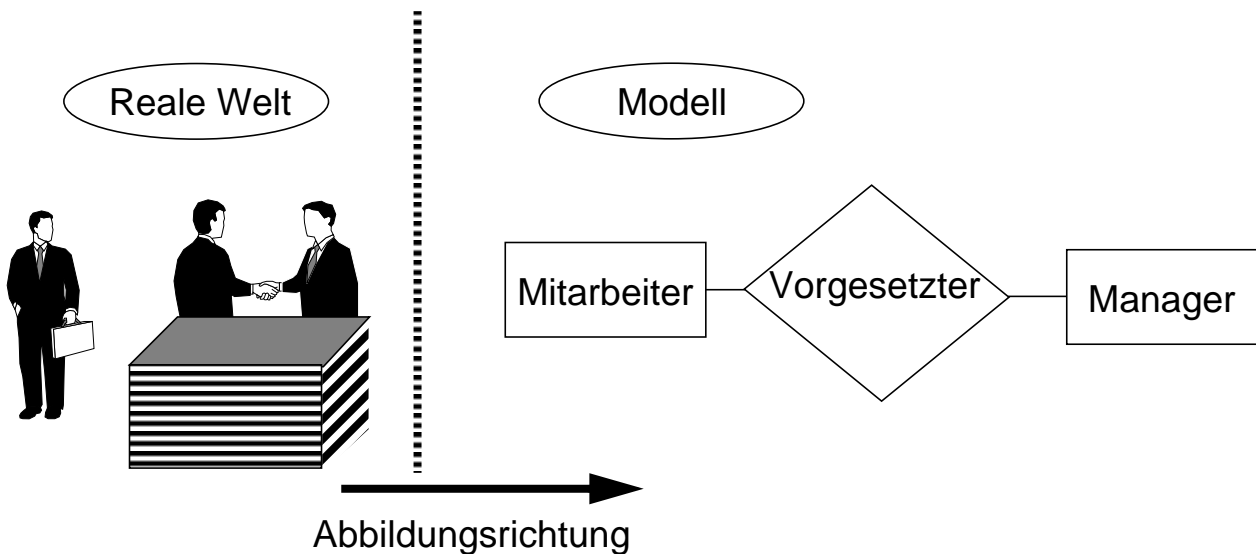 Reale Welt
Modell
Mitarbeiter
Vorgesetzter
Manager
Abbildungsrichtung